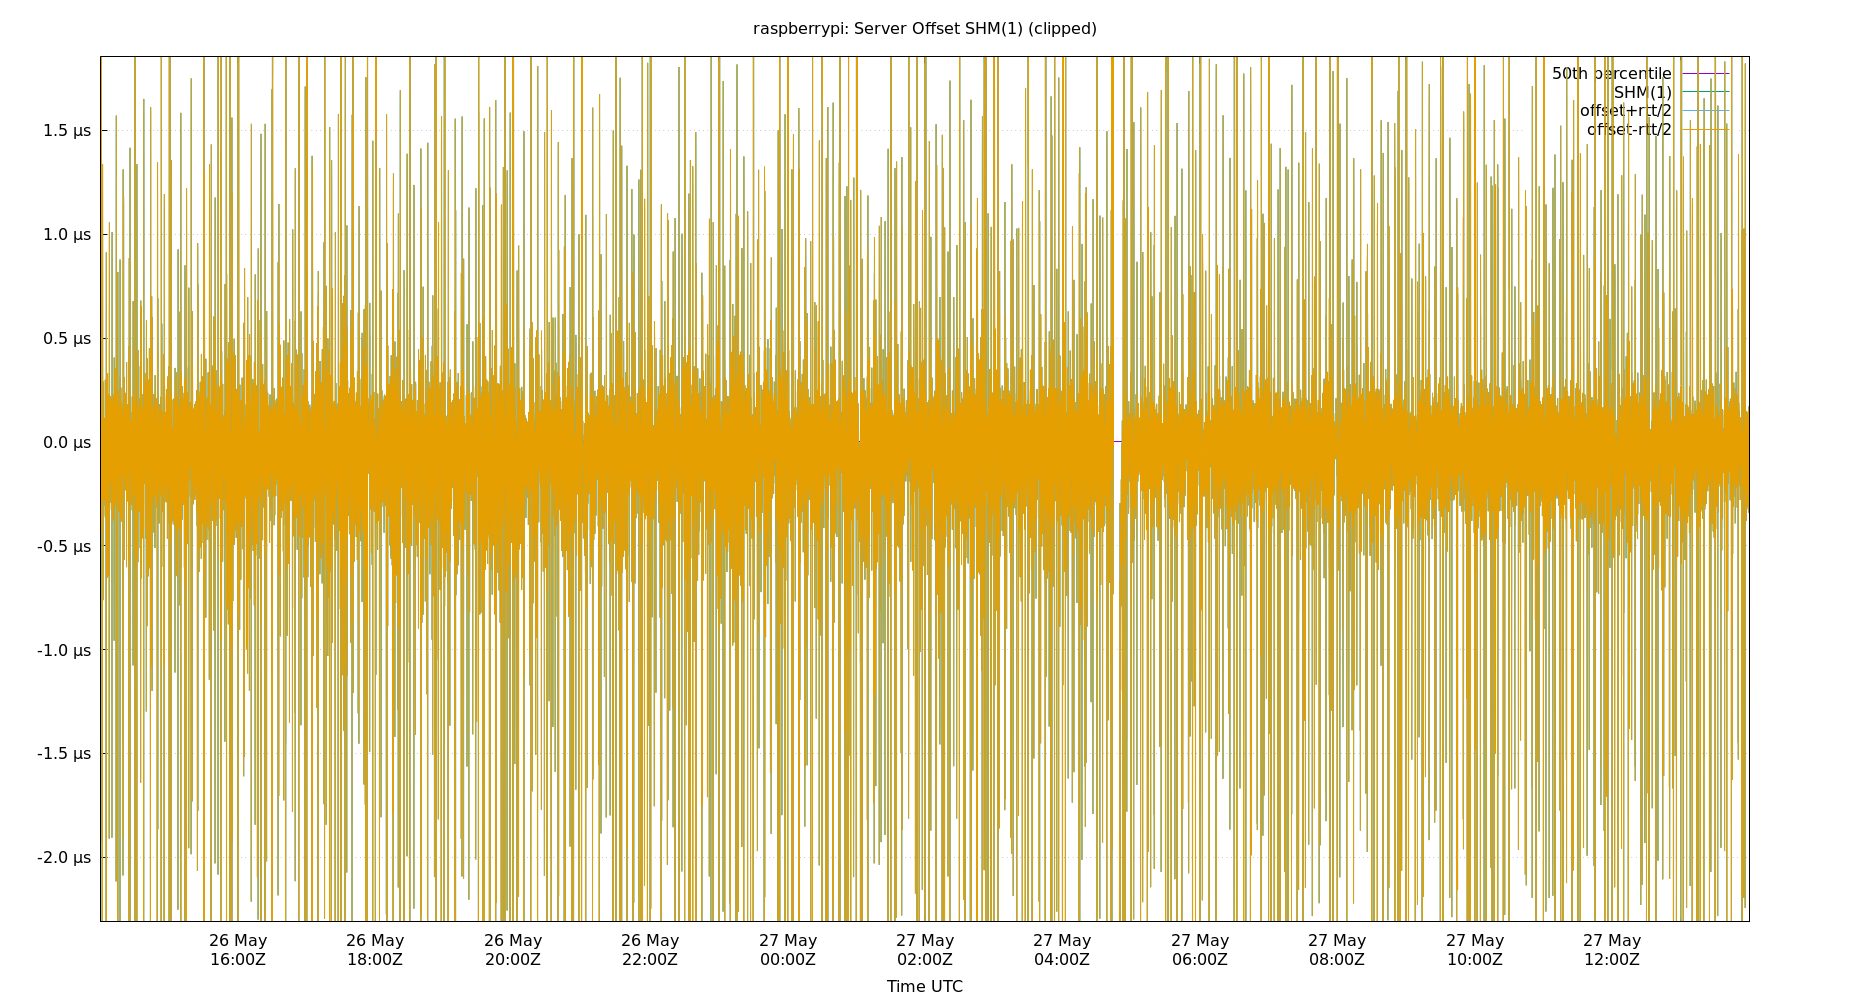 raspberrypi: Server Offset SHM(1) (clipped)
50th percentile
SHM(1)
offset+rtt/2
offset-rtt/2
1.5 µs
1.0 µs
0.5 µs
0.0 µs
-0.5 µs
-1.0 µs
-1.5 µs
-2.0 µs
26 May 26 May 26 May 26 May 27 May 27 May 27 May 27 May 27 May 27 May 27 May
16:00Z 18:00Z 20:00Z 22:00Z 00:00Z 02:00Z 04:00Z 06:00Z 08:00Z 10:00Z 12:00Z
Time UTC